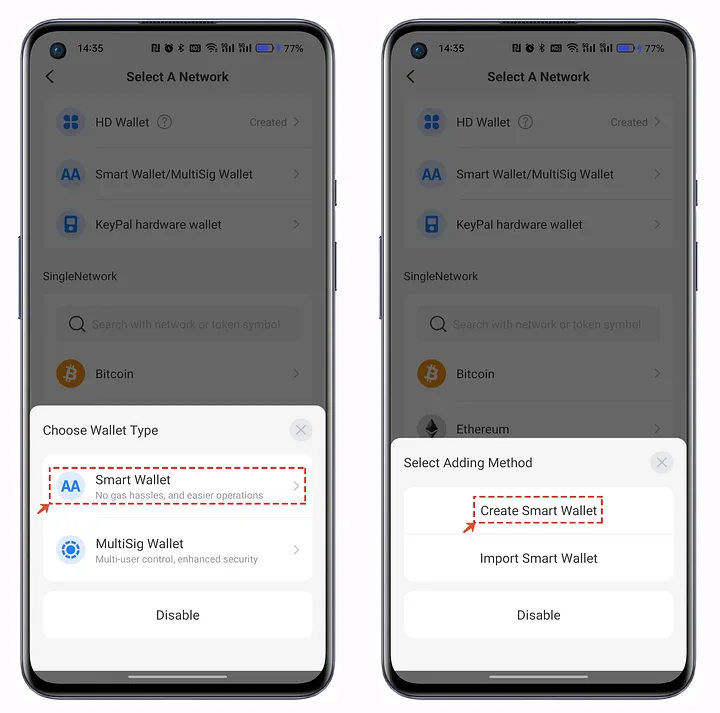 14:35
77%
Select A Network
HD Wallet ?
Created
AA
Smart Wallet/MultiSig Wallet
KeyPal hardware wallet
SingleNetwork
Search with network or token symbol
Bitcoin
Choose Wallet Type
AA
Smart Wallet
No gas hassles, and easier operations
MultiSig Wallet
Multi-user control, enhanced security
Disable
14:35
77%
Select A Network
HD Wallet ?
Created
AA
Smart Wallet/MultiSig Wallet
KeyPal hardware wallet
SingleNetwork
Search with network or token symbol
Bitcoin
Ethereum
Select Adding Method
Create Smart Wallet
Import Smart Wallet
Disable